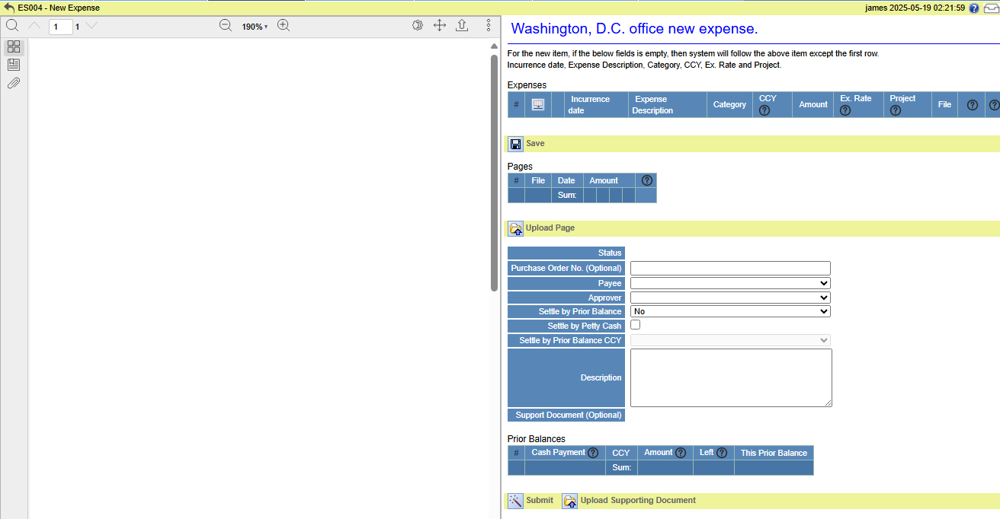 ES004 - New Expense
james 2025-05-19 02:21:59
1 1
190%
Washington, D.C. office new expense.
For the new item, if the below fields is empty, then system will follow the above item except the first row.
Incurrence date, Expense Description, Category, CCY, Ex. Rate and Project.
Expenses
# Incurrence date Expense Description Category CCY Amount Ex. Rate Project File
Save
Pages
# File Date Amount
Sum:
Upload Page
Status
Purchase Order No. (Optional)
Payee
Approver
Settle by Prior Balance No
Settle by Petty Cash
Settle by Prior Balance CCY
Description
Support Document (Optional)
Prior Balances
# Cash Payment CCY Amount Left This Prior Balance
Sum:
Submit Upload Supporting Document